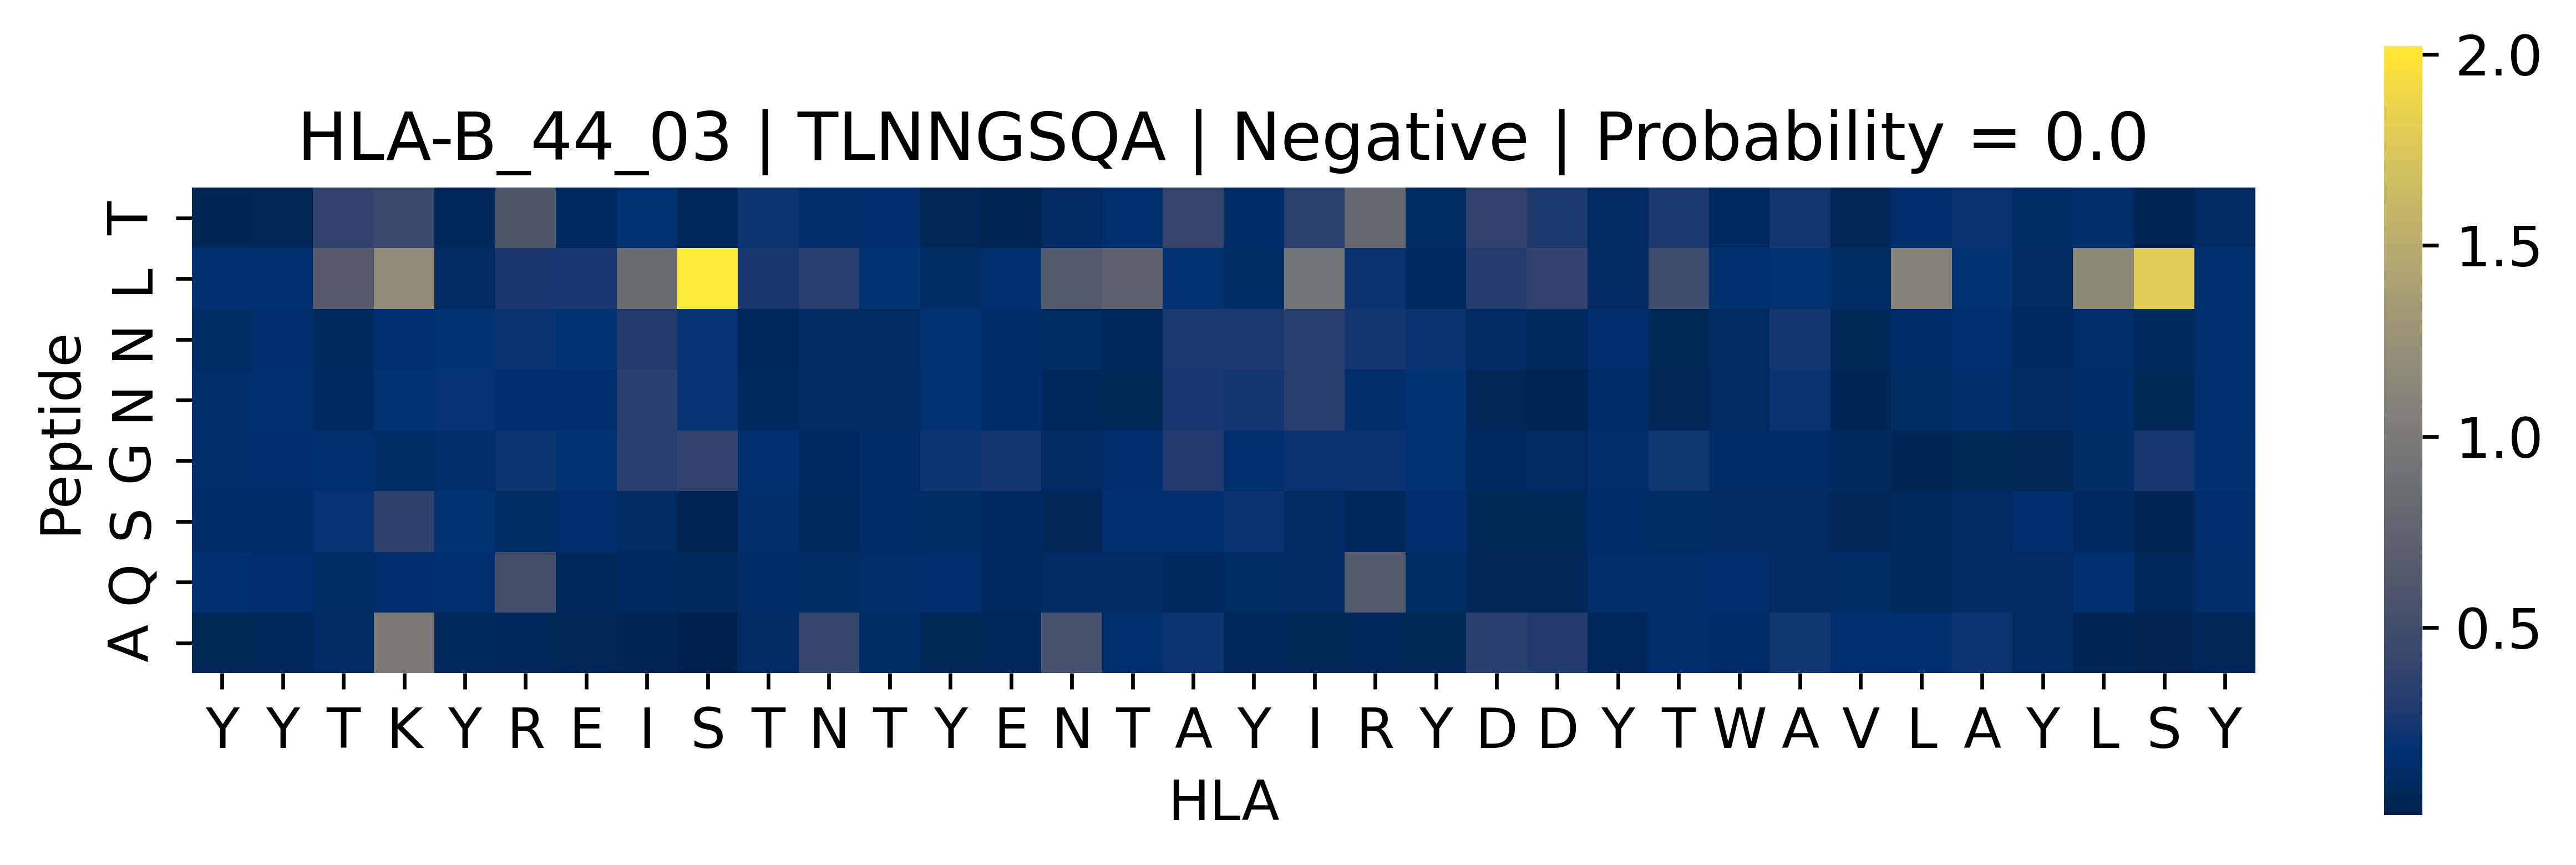 HLA-B_44_03 | TLNNGSQA | Negative | Probability = 0.0
Peptide
T
L
N
N
G
S
Q
A
Y Y T K Y R E I S T N T Y E N T A Y I R Y D D Y T W A V L A Y L S Y
HLA
2.0
1.5
1.0
0.5